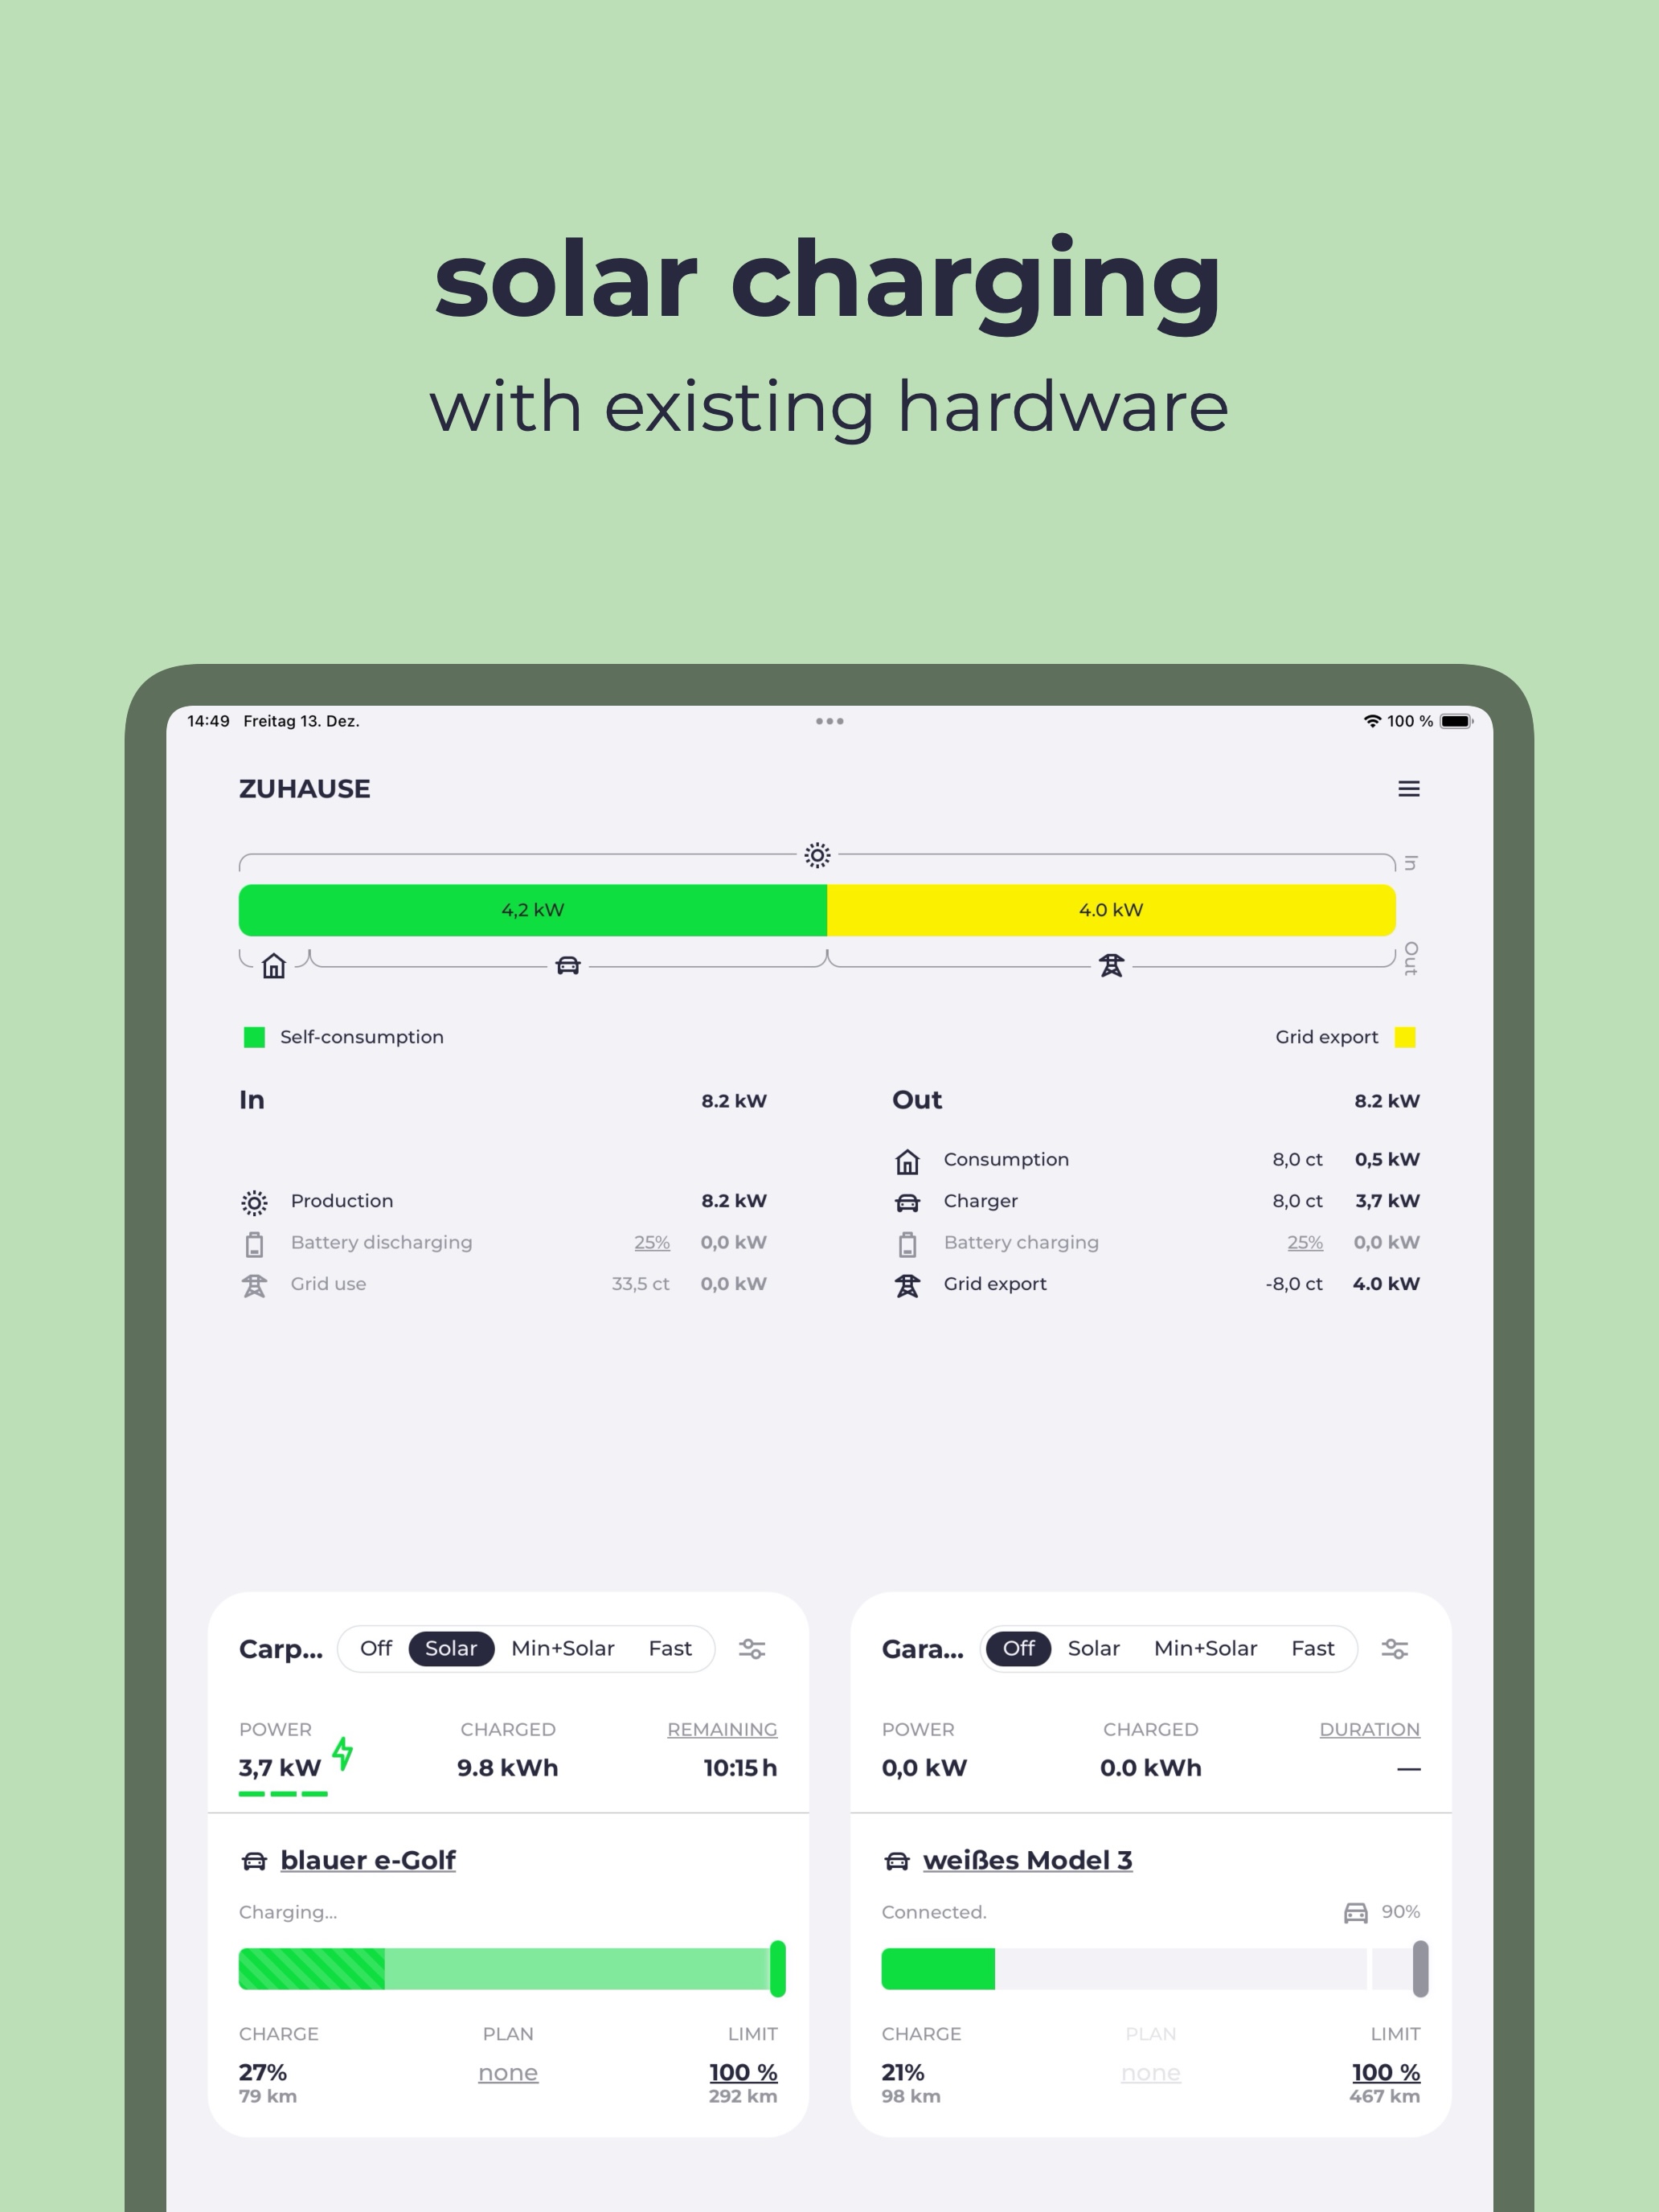 solar charging
with existing hardware
14:49 Freitag 13. Dez.
100 %
ZUHAUSE
In
4,2 kW 4.0 kW
Out
Self-consumption Grid export
In 8.2 kW
Production 8.2 kW
Battery discharging 25% 0,0 kW
Grid use 33,5 ct 0,0 kW
Out 8.2 kW
Consumption 8,0 ct 0,5 kW
Charger 8,0 ct 3,7 kW
Battery charging 25% 0,0 kW
Grid export -8,0 ct 4.0 kW
Carp... Off Solar Min+Solar Fast
POWER CHARGED REMAINING
3,7 kW 9.8 kWh 10:15 h
blauer e-Golf
Charging...
CHARGE PLAN LIMIT
27% none 100 %
79 km 292 km
Gara... Off Solar Min+Solar Fast
POWER CHARGED DURATION
0,0 kW 0.0 kWh —
weißes Model 3
Connected. 90%
CHARGE PLAN LIMIT
21% none 100 %
98 km 467 km